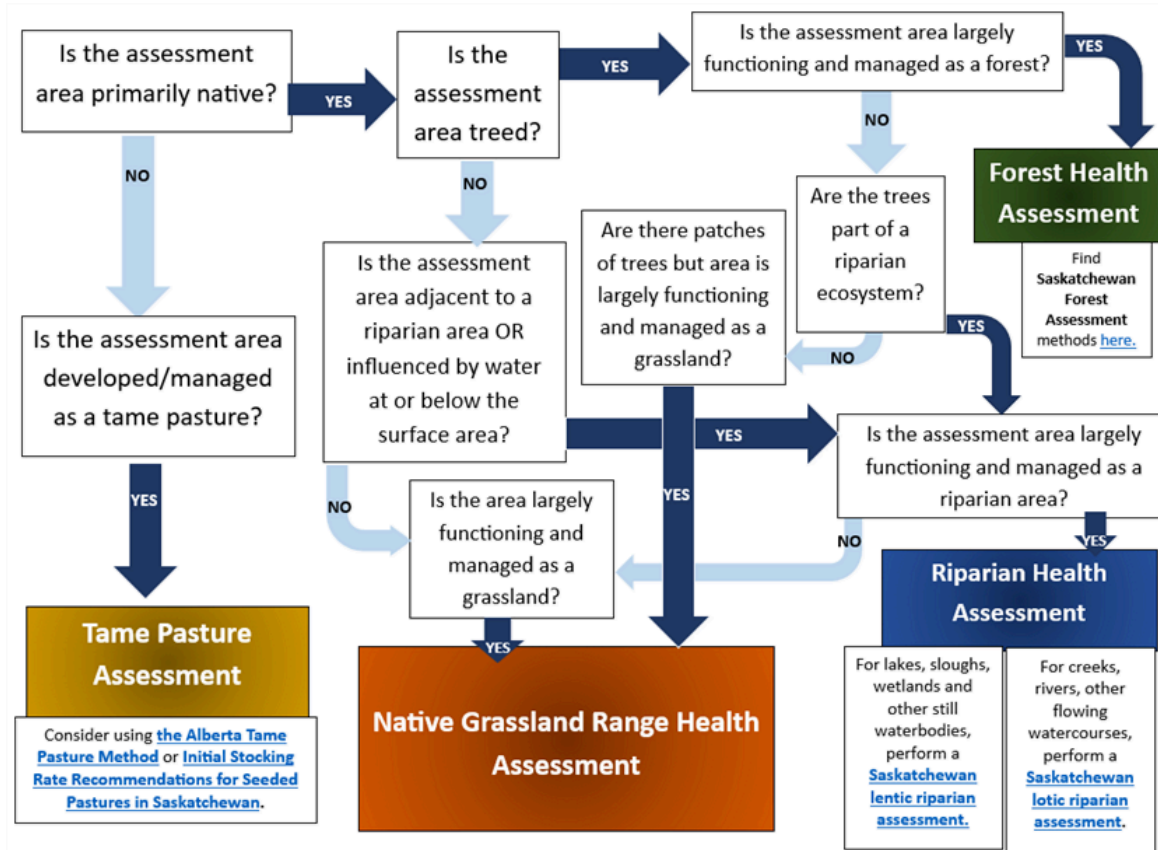 Is the assessment
area primarily native?
YES
Is the
assessment
area treed?
YES
Is the assessment area largely
functioning and managed as a forest?
YES
NO
NO
NO
Forest Health
Assessment
Find
Saskatchewan
Forest
Assessment
methods here.
Are the trees
part of a
riparian
ecosystem?
YES
NO
Are there patches
of trees but area is
largely functioning
and managed as a
grassland?
YES
Is the assessment
area adjacent to a
riparian area OR
influenced by water
at or below the
surface area?
YES
NO
Is the assessment area
developed/managed
as a tame pasture?
YES
Is the assessment area largely
functioning and managed as a
riparian area?
NO
YES
Is the area largely
functioning and
managed as a
grassland?
YES
Tame Pasture
Assessment
Consider using the Alberta Tame
Pasture Method or Initial Stocking
Rate Recommendations for Seeded
Pastures in Saskatchewan.
Native Grassland Range Health
Assessment
Riparian Health
Assessment
For lakes, sloughs,
wetlands and
other still
waterbodies,
perform a
Saskatchewan
lentic riparian
assessment.
For creeks,
rivers, other
flowing
watercourses,
perform a
Saskatchewan
lotic riparian
assessment.